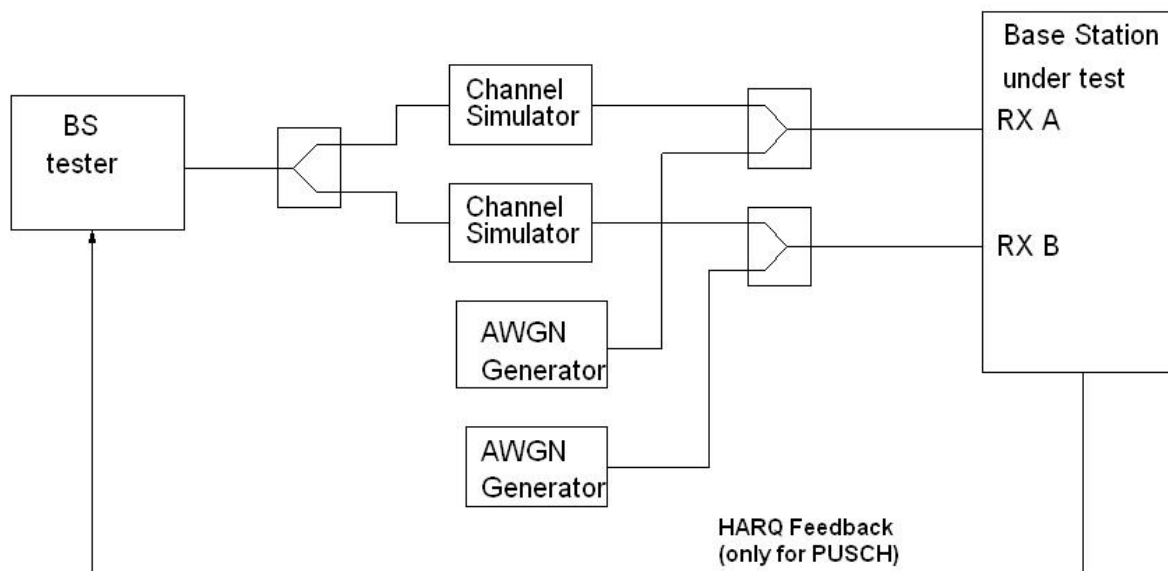 BS
tester
Channel
Simulator
Channel
Simulator
AWGN
Generator
AWGN
Generator
Base Station
under test
RX A
RX B
HARQ Feedback
(only for PUSCH)